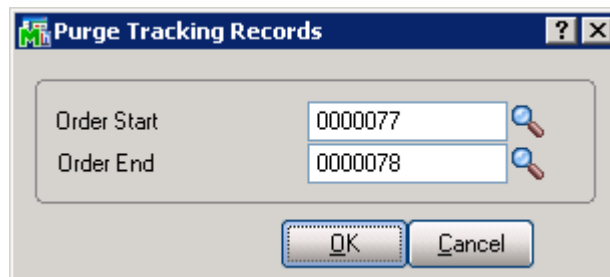 Purge Tracking Records
Order Start 0000077
Order End 0000078
OK Cancel